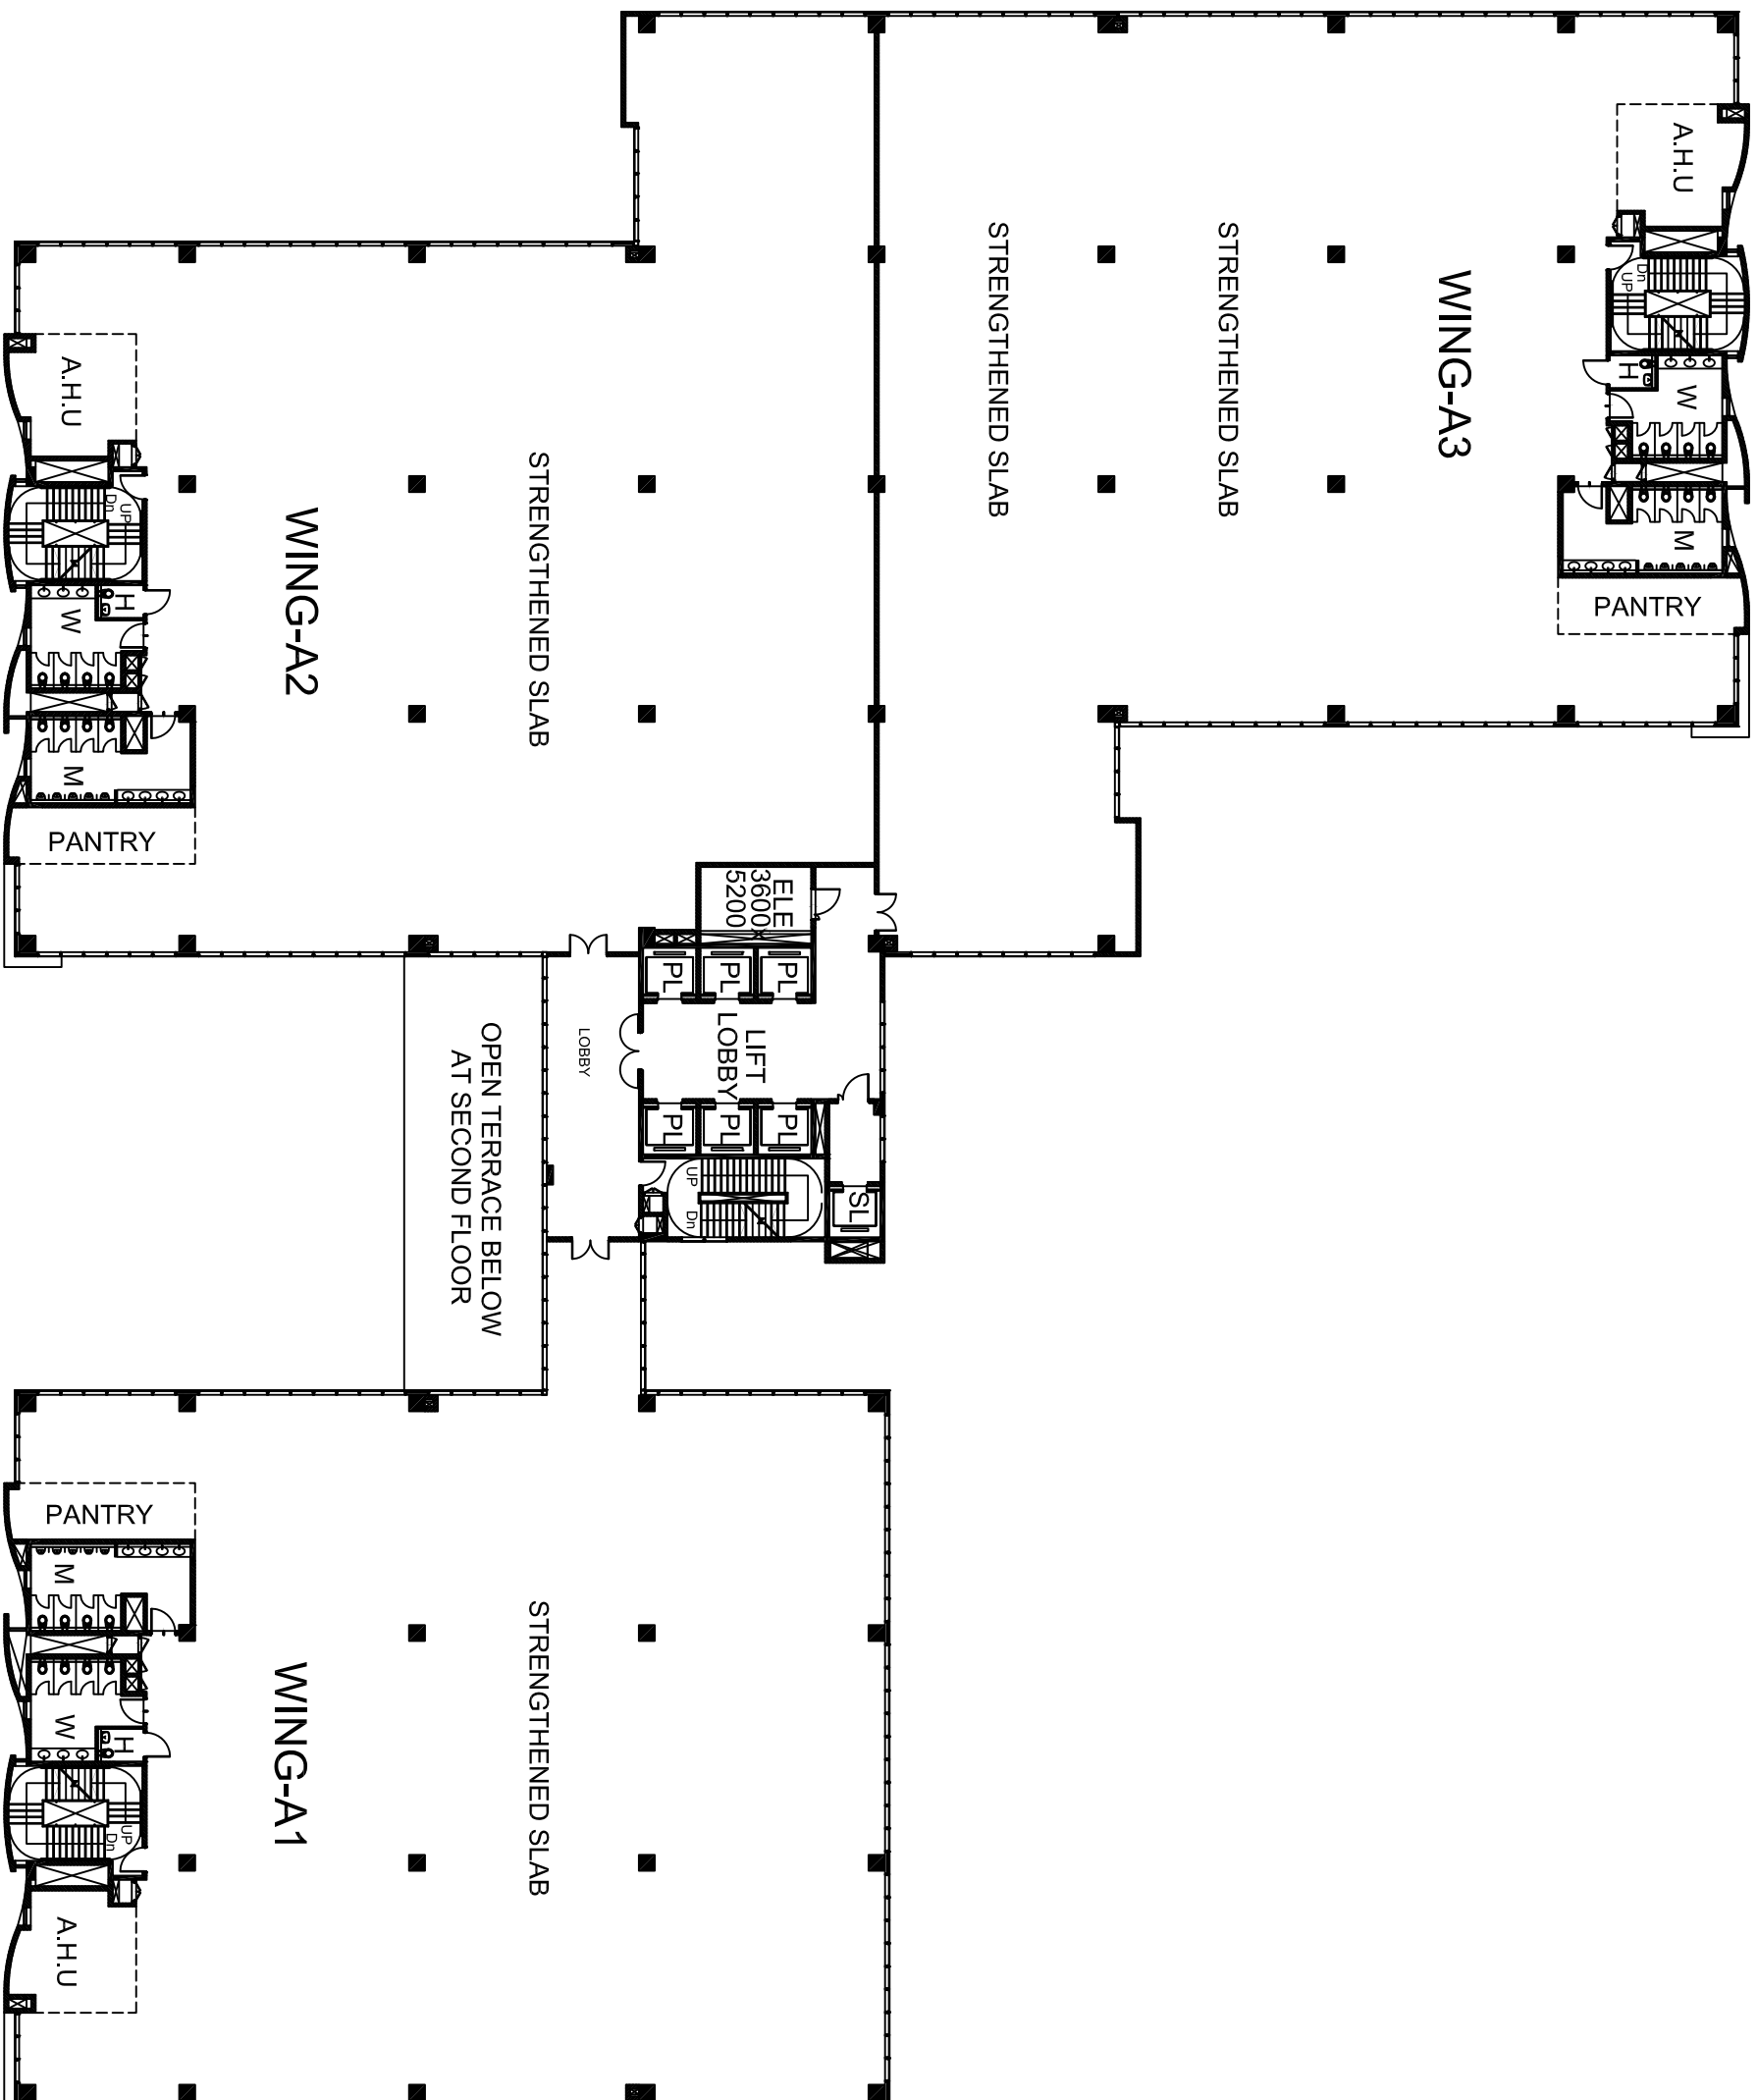 A.H.U
STRENGTHENED SLAB
STRENGTHENED SLAB
WING-A3
Dn
UP
H
W
M
PANTRY
A.H.U
STRENGTHENED SLAB
WING-A2
Dn
UP
H
W
M
PANTRY
ELE
3600X
5200
PL
PL
PL
LIFT
LOBBY
LOBBY
OPEN TERRACE BELOW
AT SECOND FLOOR
PL
PL
PL
UP
Dn
SL
PANTRY
M
STRENGTHENED SLAB
WING-A1
W
H
UP
Dn
A.H.U